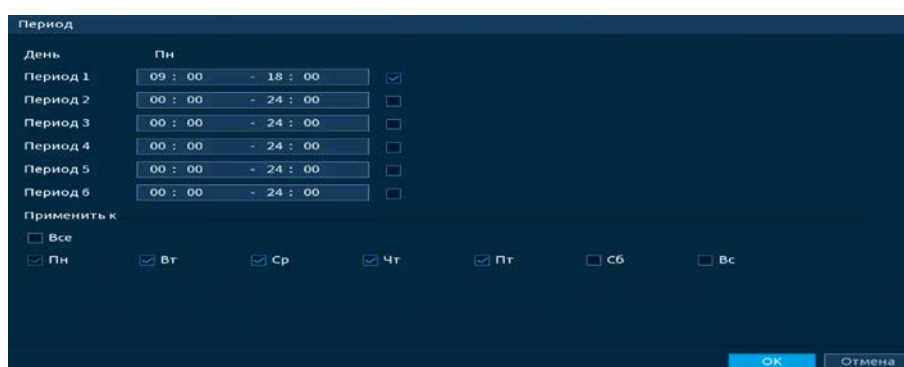 Период
День Пн
Период 1 09 : 00 - 18 : 00
Период 2 00 : 00 - 24 : 00
Период 3 00 : 00 - 24 : 00
Период 4 00 : 00 - 24 : 00
Период 5 00 : 00 - 24 : 00
Период 6 00 : 00 - 24 : 00
Применить к
Все
Пн Вт Ср Чт Пт Сб Вс
ОК Отмена